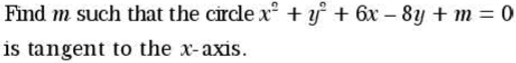 Find m such that the circle x² + y² + 6x – 8y + m = 0
is tangent to the x-axis.